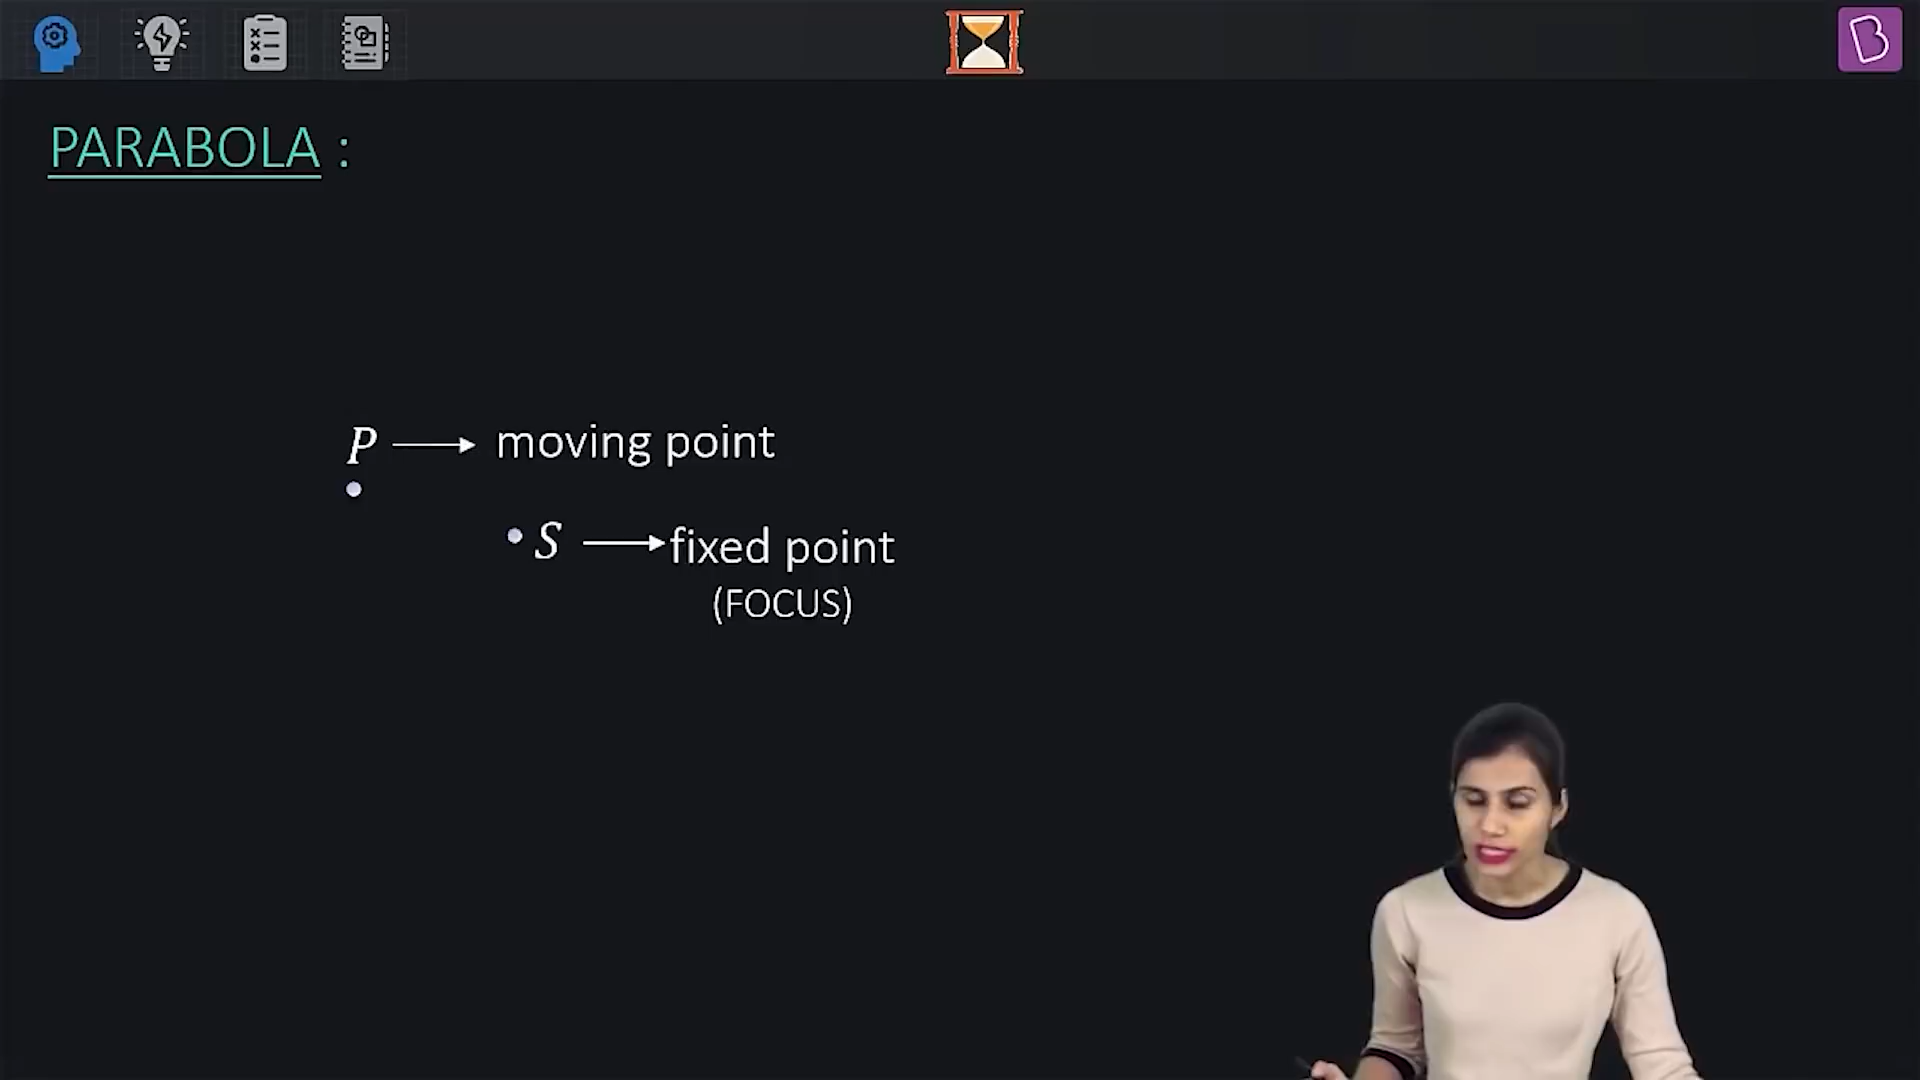 PARABOLA :
P → moving point
S → fixed point
(FOCUS)